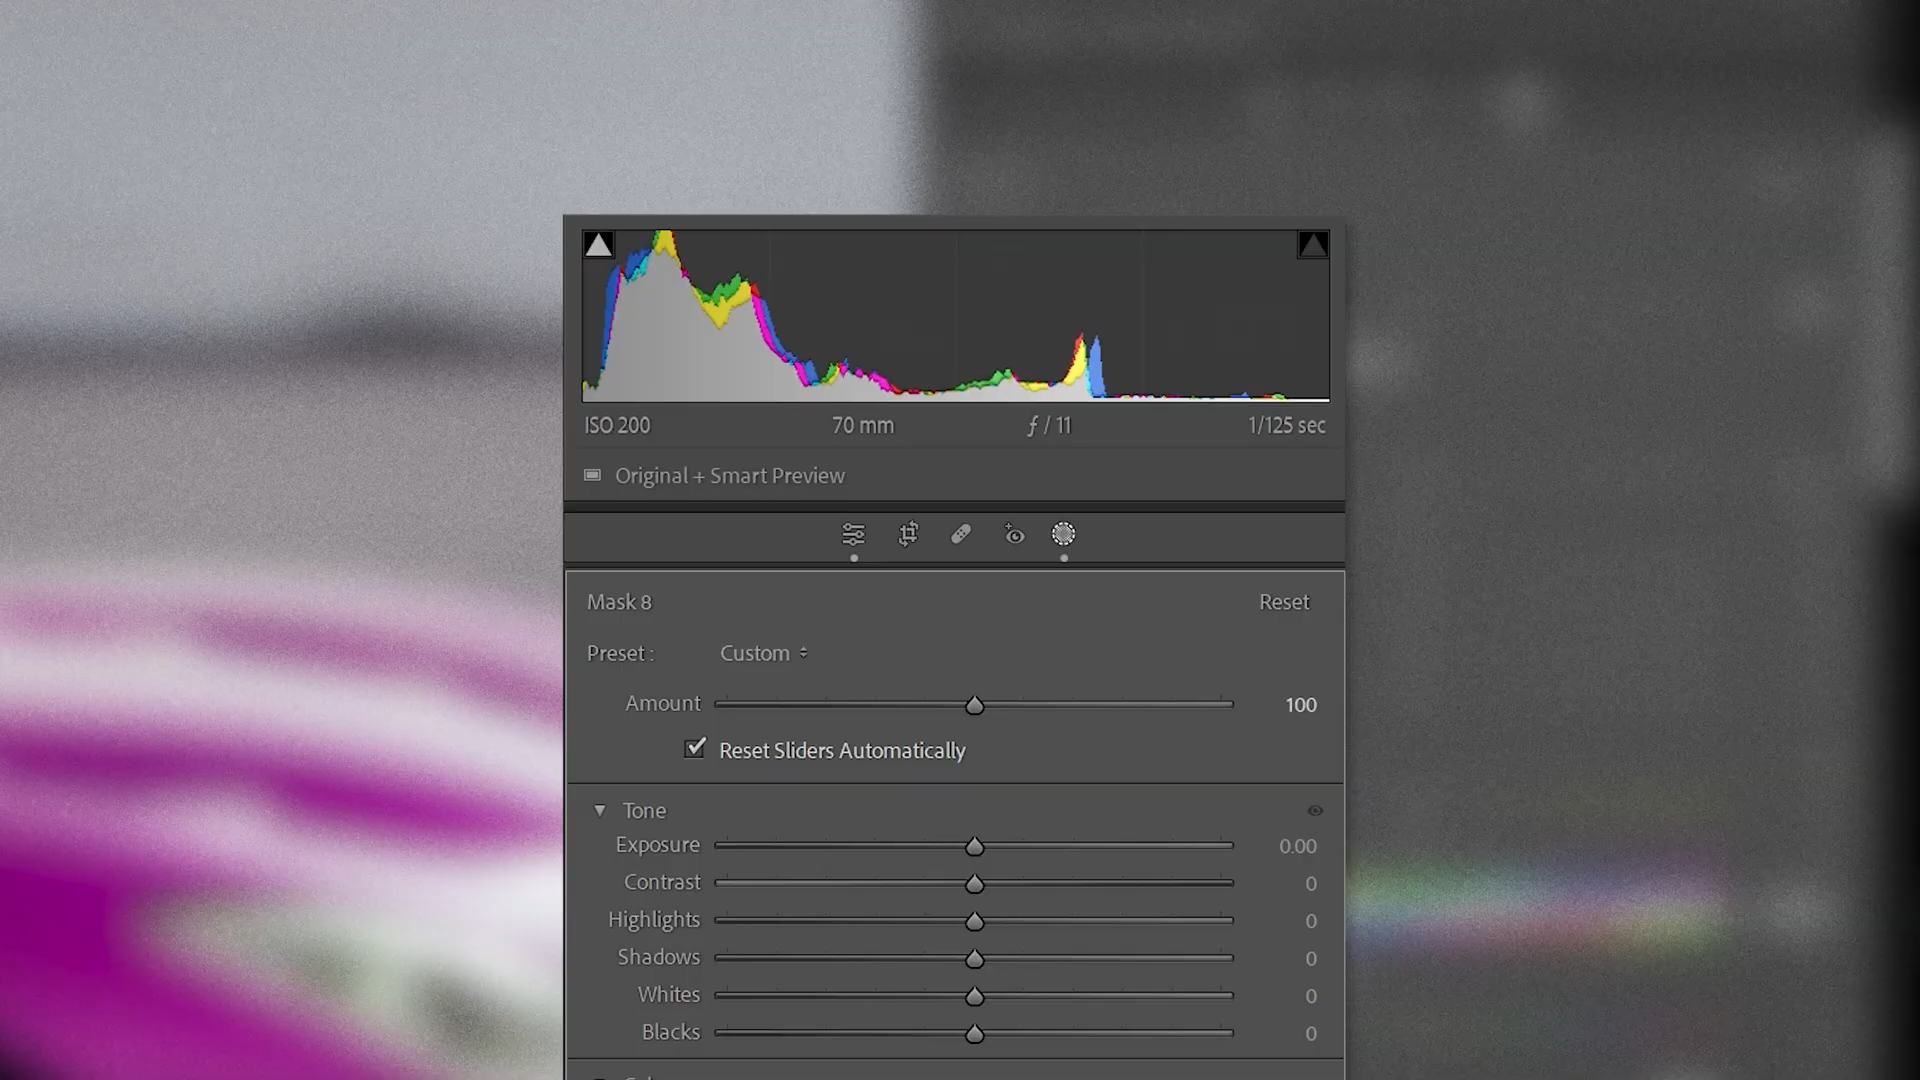 ISO 200 70 mm ƒ / 11 1/125 sec
Original + Smart Preview
Mask 8 Reset
Preset : Custom
Amount 100
Reset Sliders Automatically
Tone
Exposure 0.00
Contrast 0
Highlights 0
Shadows 0
Whites 0
Blacks 0